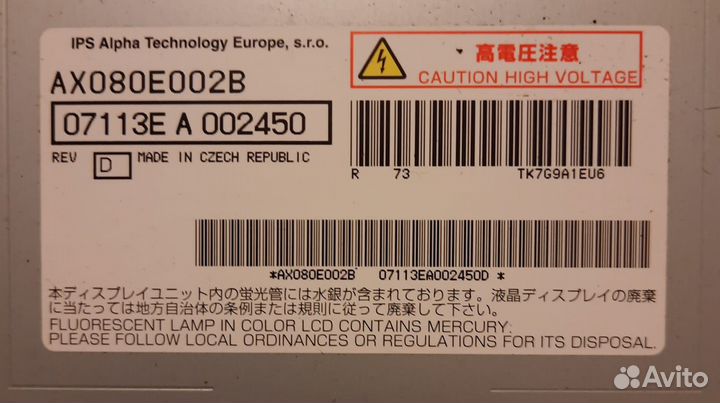 IPS Alpha Technology Europe, s.r.o.
AX080E002B
07113E A 002450
REV D MADE IN CZECH REPUBLIC
高電圧注意
CAUTION HIGH VOLTAGE
R 73 TK7G9A1EU6
*AX080E002B 07113EA002450D *
本ディスプレイユニット内の蛍光管には水銀が含まれております。液晶ディスプレイの廃棄
に当たっては地方自治体の条例または規則に従って廃棄して下さい。
FLUORESCENT LAMP IN COLOR LCD CONTAINS MERCURY:
PLEASE FOLLOW LOCAL ORDINANCES OR REGULATIONS FOR ITS DISPOSAL.
Avito